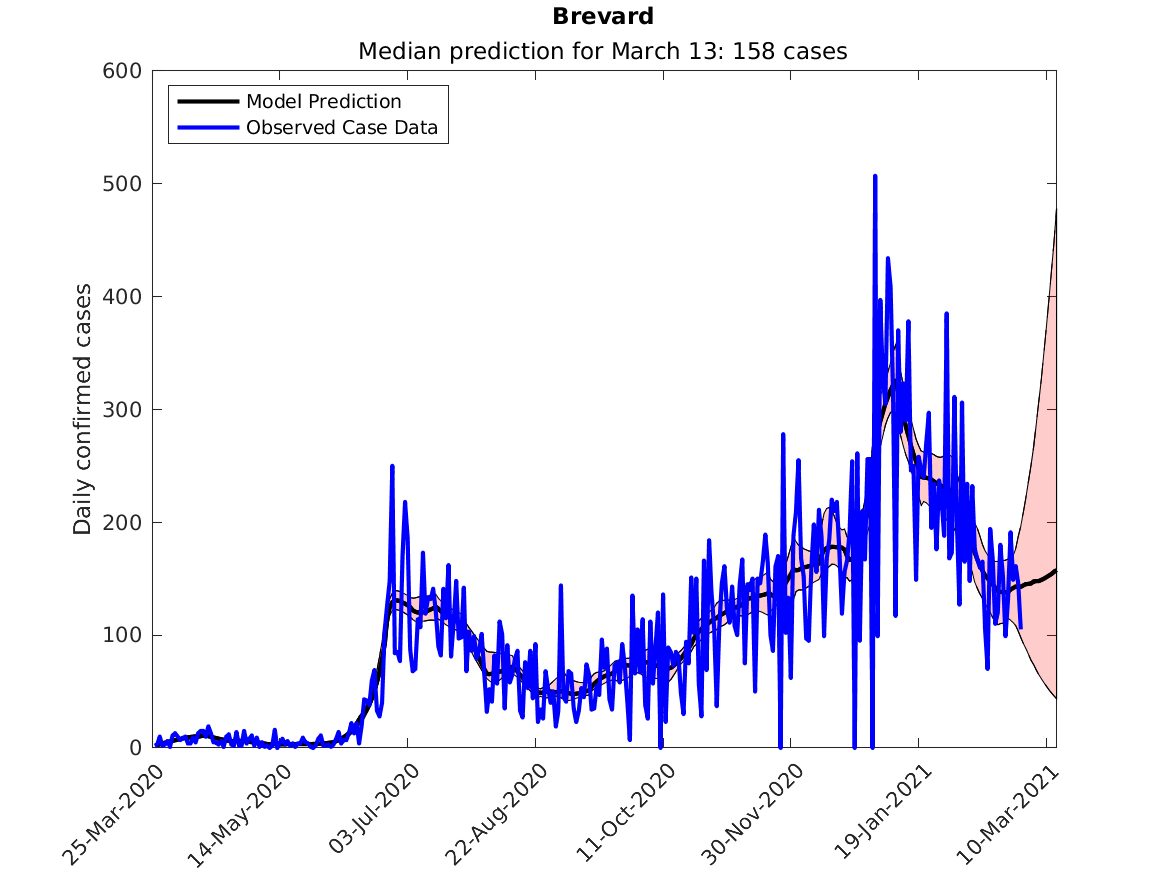 Brevard
Median prediction for March 13: 158 cases
Model Prediction
Observed Case Data
Daily confirmed cases
600
500
400
300
200
100
0
25-Mar-2020
14-May-2020
03-Jul-2020
22-Aug-2020
11-Oct-2020
30-Nov-2020
19-Jan-2021
10-Mar-2021